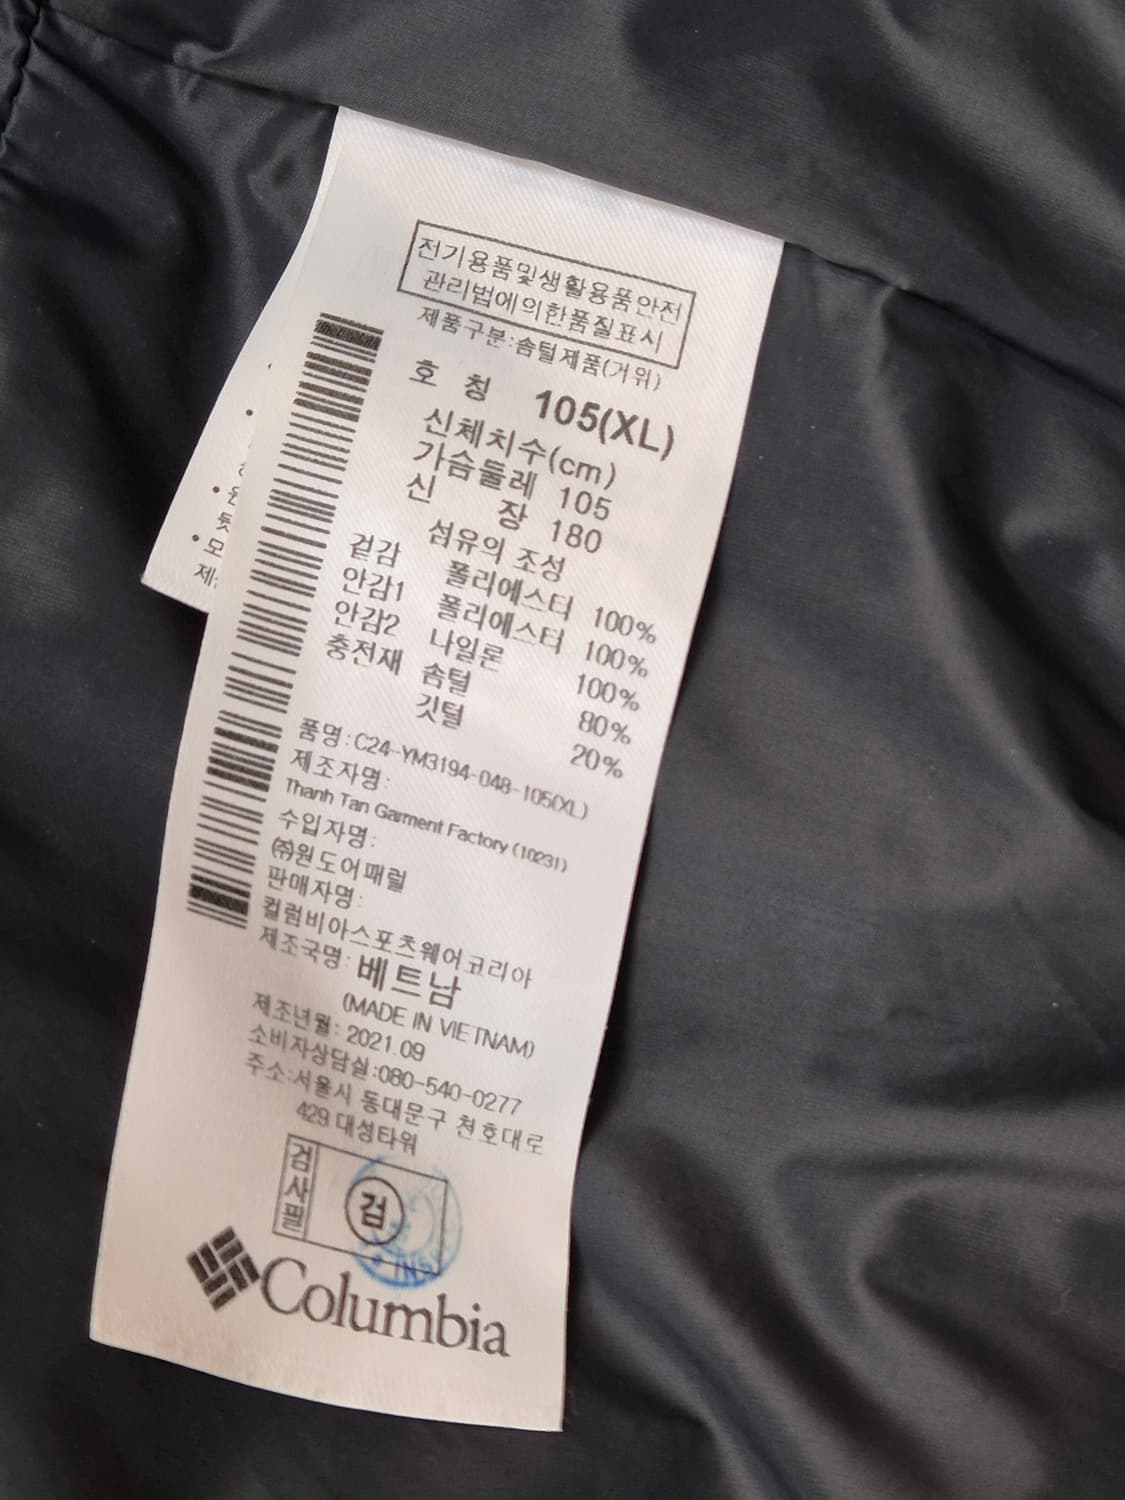 전기용품및생활용품안전
관리법에의한품질표시
제품구분:솜털제품(거위)
호 칭 105(XL)
신체치수(cm)
가슴둘레 105
신 장 180
섬유의 조성
겉감 폴리에스터 100%
안감1 폴리에스터 100%
안감2 나일론 100%
충전재 솜털 80%
깃털 20%
품명:C24-YM3194-048-105(XL)
제조자명:
Thanh Tan Garment Factory (10231)
수입자명:
㈜원도어패럴
판매자명:
컬럼비아스포츠웨어코리아
제조국명: 베트남
(MADE IN VIETNAM)
제조년월: 2021.09
소비자상담실:080-540-0277
주소:서울시 동대문구 천호대로
429 대성타워
검사필
검
Columbia